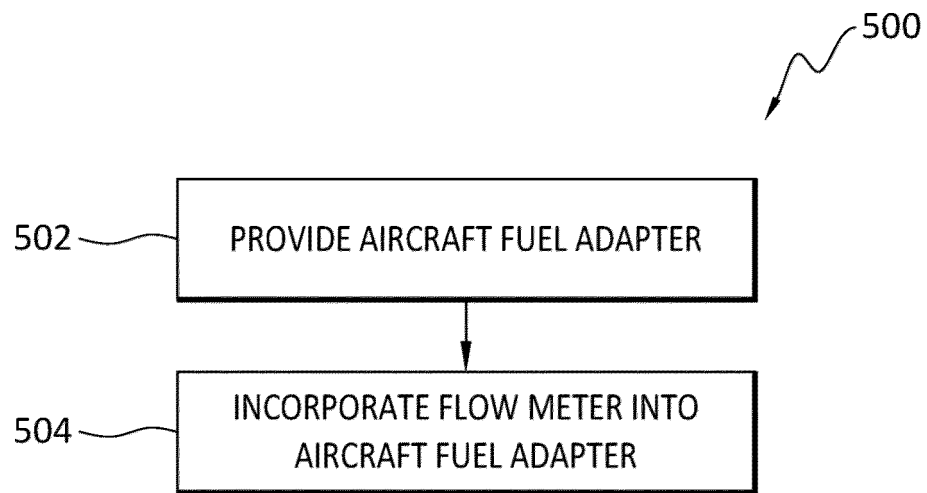 500
502
PROVIDE AIRCRAFT FUEL ADAPTER
504
INCORPORATE FLOW METER INTO
AIRCRAFT FUEL ADAPTER